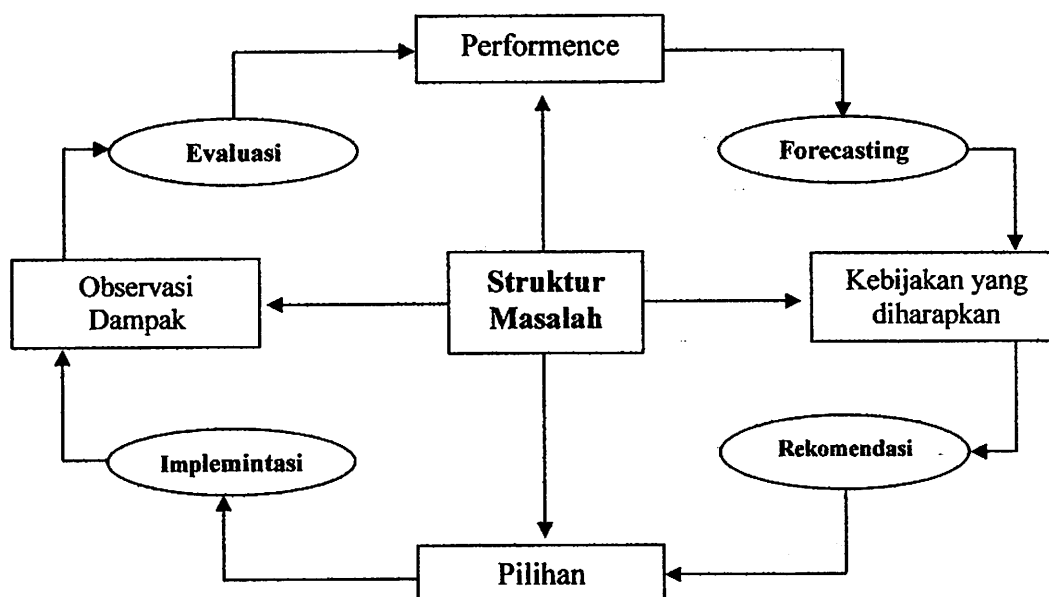 Performence
Evaluasi
Forecasting
Observasi
Dampak
Struktur
Masalah
Kebijakan yang
diharapkan
Implemintasi
Rekomendasi
Pilihan